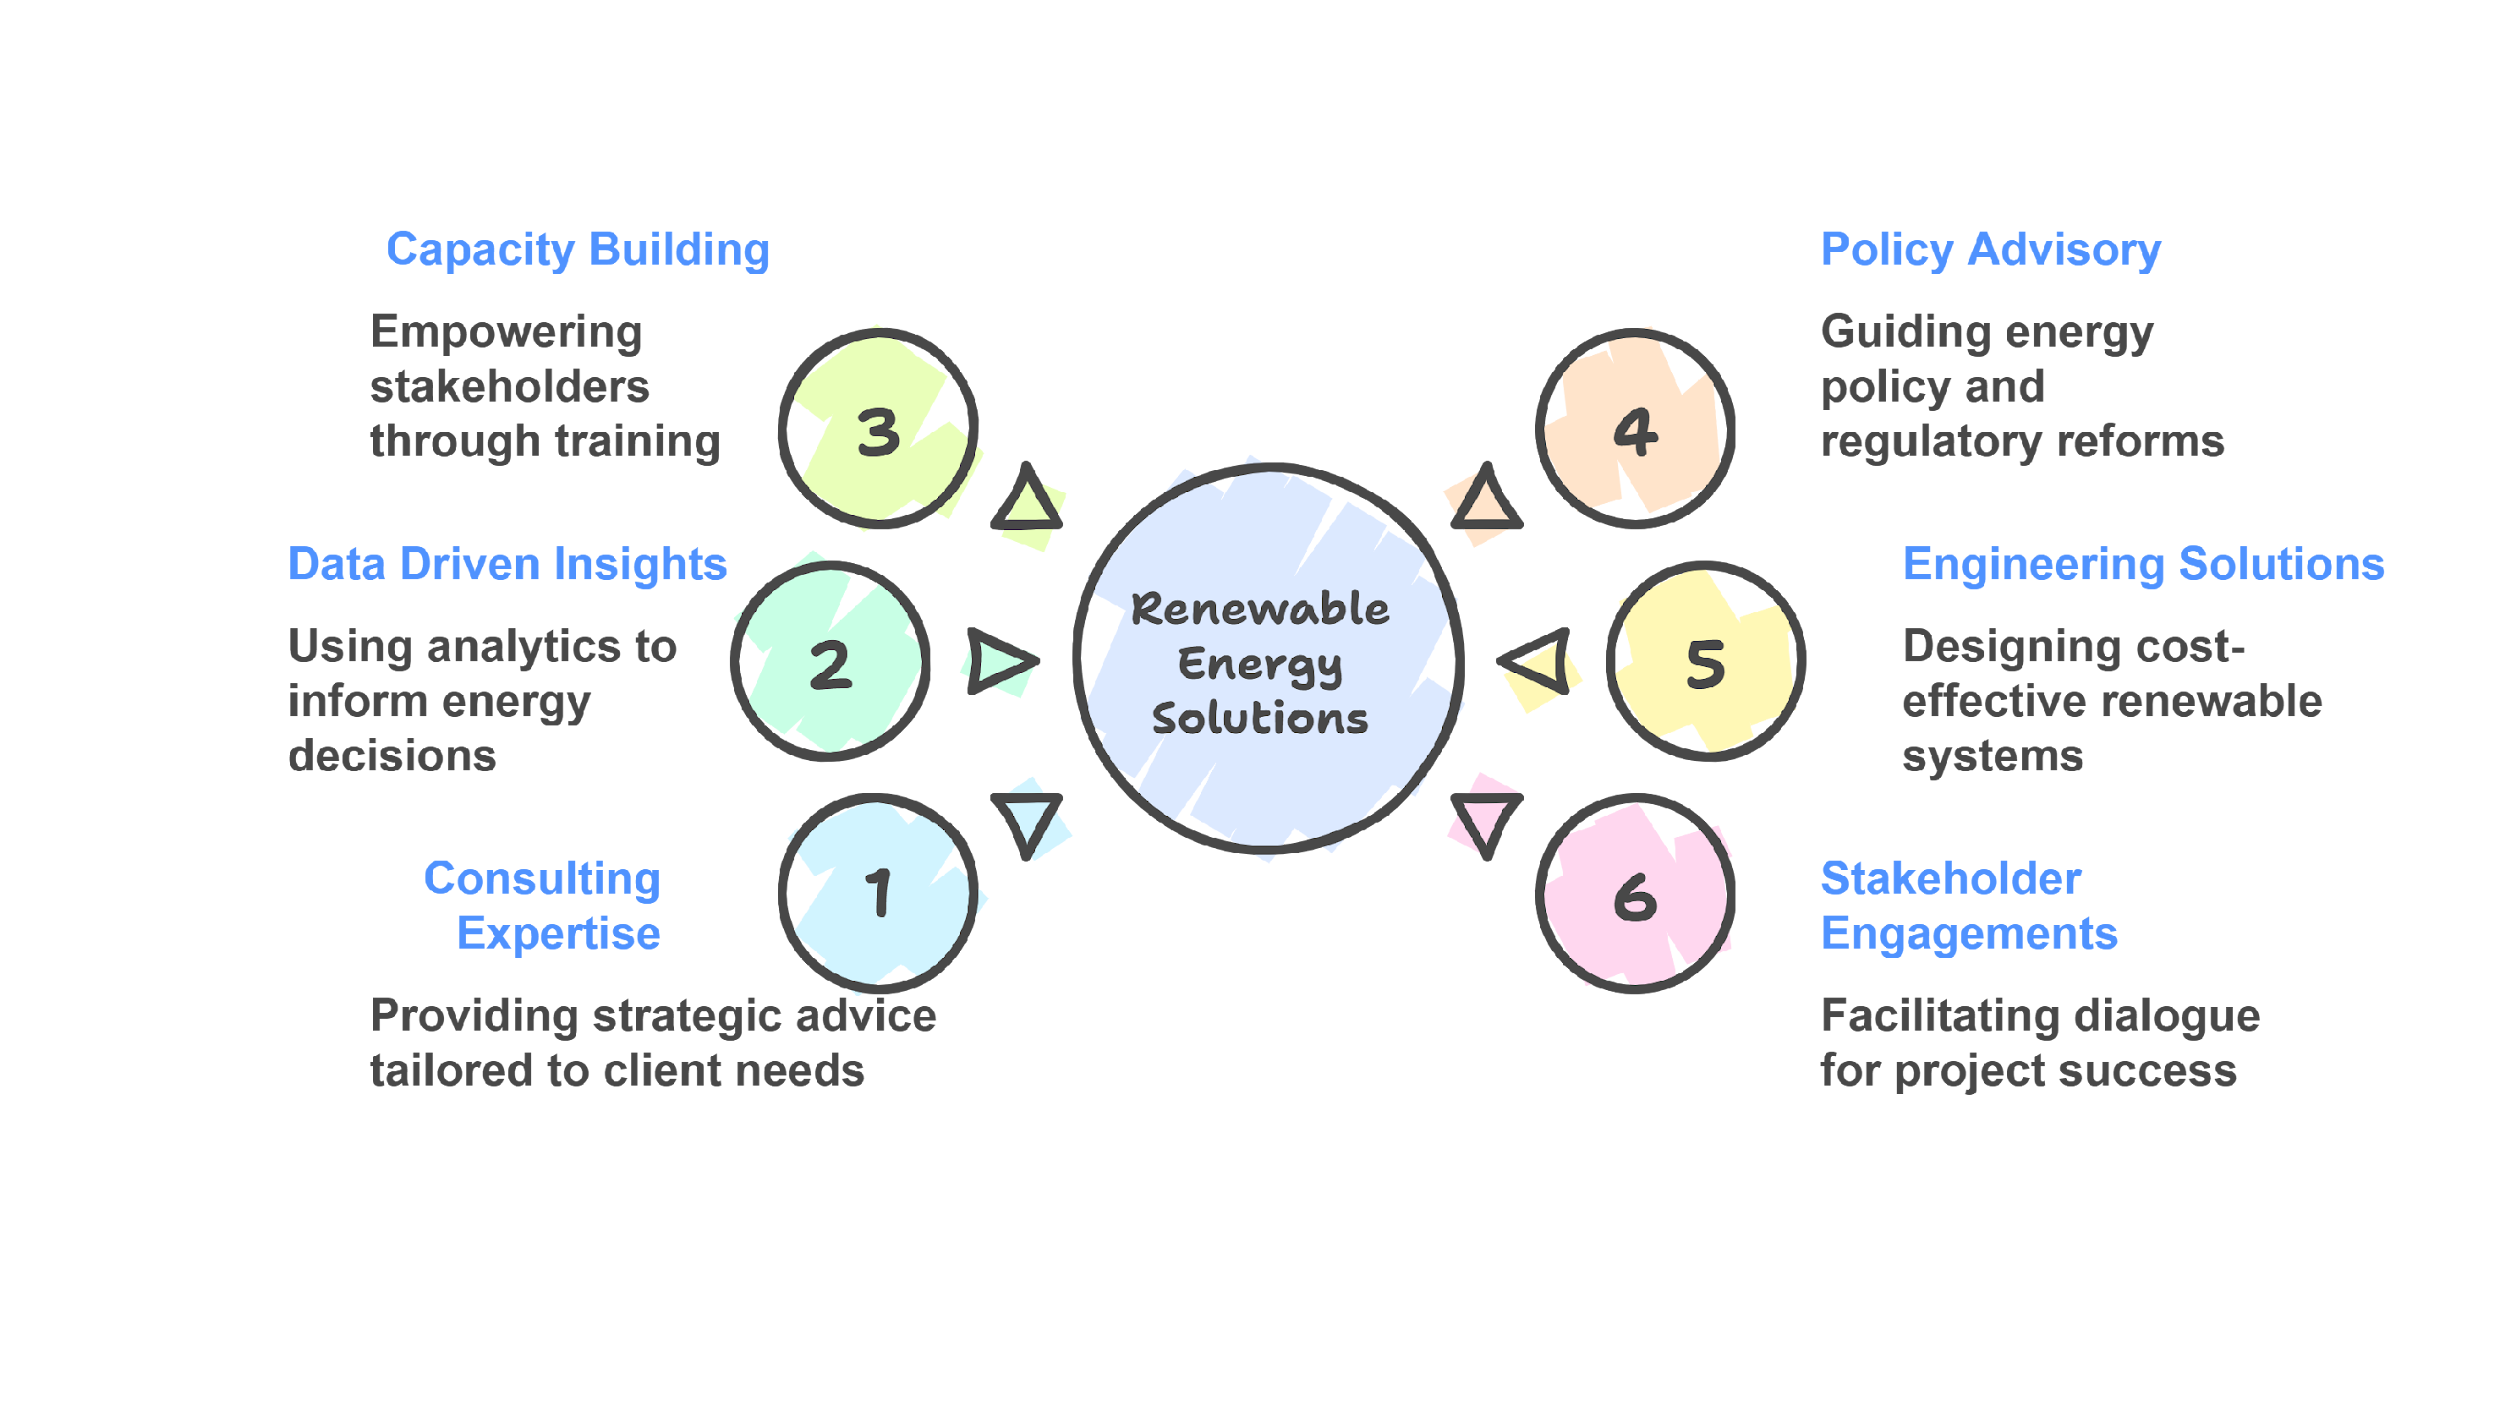 Capacity Building
Empowering
stakeholders
through training
3
Data Driven Insights
Using analytics to
inform energy
decisions
2
Consulting
Expertise
1
Providing strategic advice
tailored to client needs
Renewable
Energy
Solutions
Policy Advisory
Guiding energy
policy and
regulatory reforms
4
Engineering Solutions
Designing cost-
effective renewable
systems
5
Stakeholder
Engagements
6
Facilitating dialogue
for project success